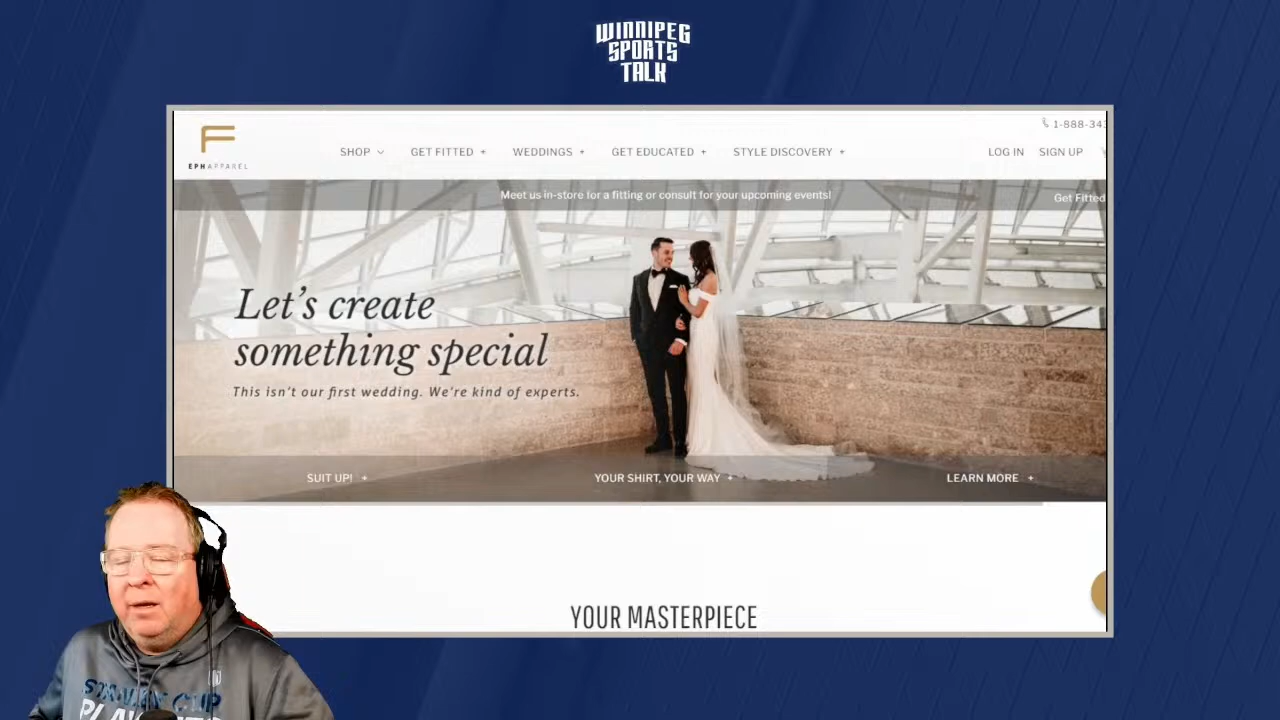 WINNIPEG
SPORTS
TALK
1-888-343
EPH APPAREL
SHOP
GET FITTED +
WEDDINGS +
GET EDUCATED +
STYLE DISCOVERY +
LOG IN
SIGN UP
Meet us in-store for a fitting or consult for your upcoming events!
Get Fitted
Let's create
something special
This isn't our first wedding. We're kind of experts.
SUIT UP! +
YOUR SHIRT, YOUR WAY +
LEARN MORE +
YOUR MASTERPIECE
STANLEY CUP